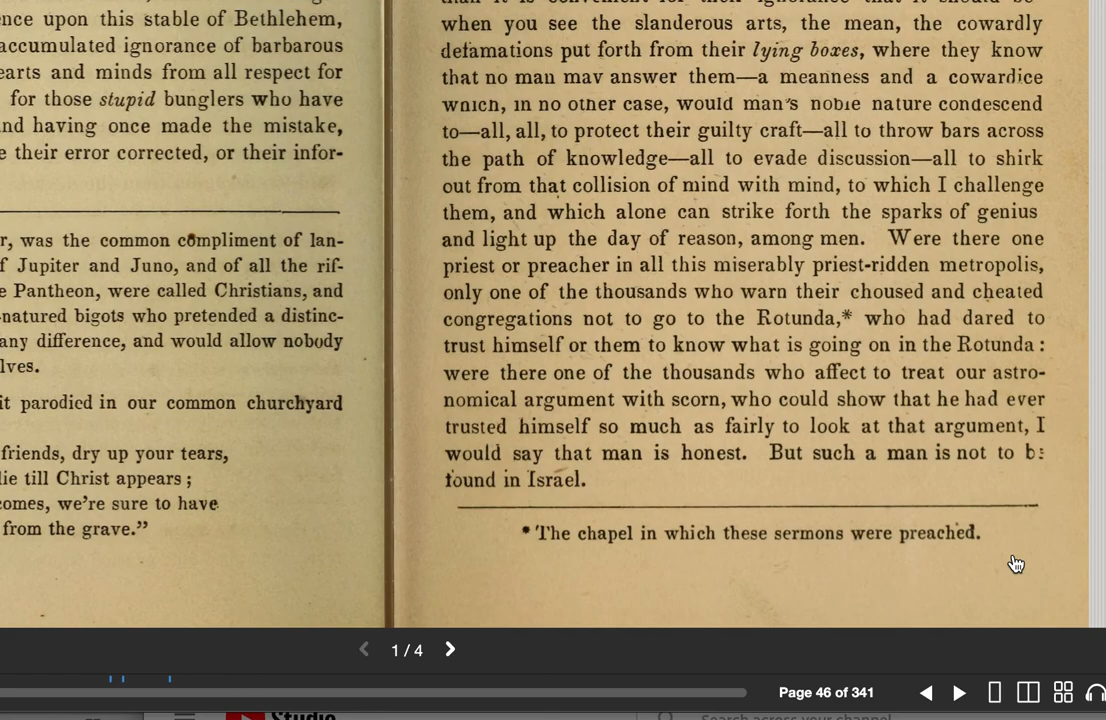 ence upon this stable of Bethlehem,
accumulated ignorance of barbarous
earts and minds from all respect for
for those stupid bunglers who have
nd having once made the mistake,
e their error corrected, or their infor-
r, was the common compliment of lan-
f Jupiter and Juno, and of all the rif-
e Pantheon, were called Christians, and
-natured bigots who pretended a distinc-
any difference, and would allow nobody
lves.
it parodied in our common churchyard
friends, dry up your tears,
lie till Christ appears;
comes, we're sure to have
from the grave."
when you see the slanderous arts, the mean, the cowardly
defamations put forth from their lying boxes, where they know
that no man may answer them—a meanness and a cowardice
which, in no other case, would man's noble nature condescend
to—all, all, to protect their guilty craft—all to throw bars across
the path of knowledge—all to evade discussion—all to shirk
out from that collision of mind with mind, to which I challenge
them, and which alone can strike forth the sparks of genius
and light up the day of reason, among men. Were there one
priest or preacher in all this miserably priest-ridden metropolis,
only one of the thousands who warn their choused and cheated
congregations not to go to the Rotunda,* who had dared to
trust himself or them to know what is going on in the Rotunda:
were there one of the thousands who affect to treat our astro-
nomical argument with scorn, who could show that he had ever
trusted himself so much as fairly to look at that argument, I
would say that man is honest. But such a man is not to be
found in Israel.
* The chapel in which these sermons were preached.
1 / 4
Page 46 of 341
Studio
Search across your channel